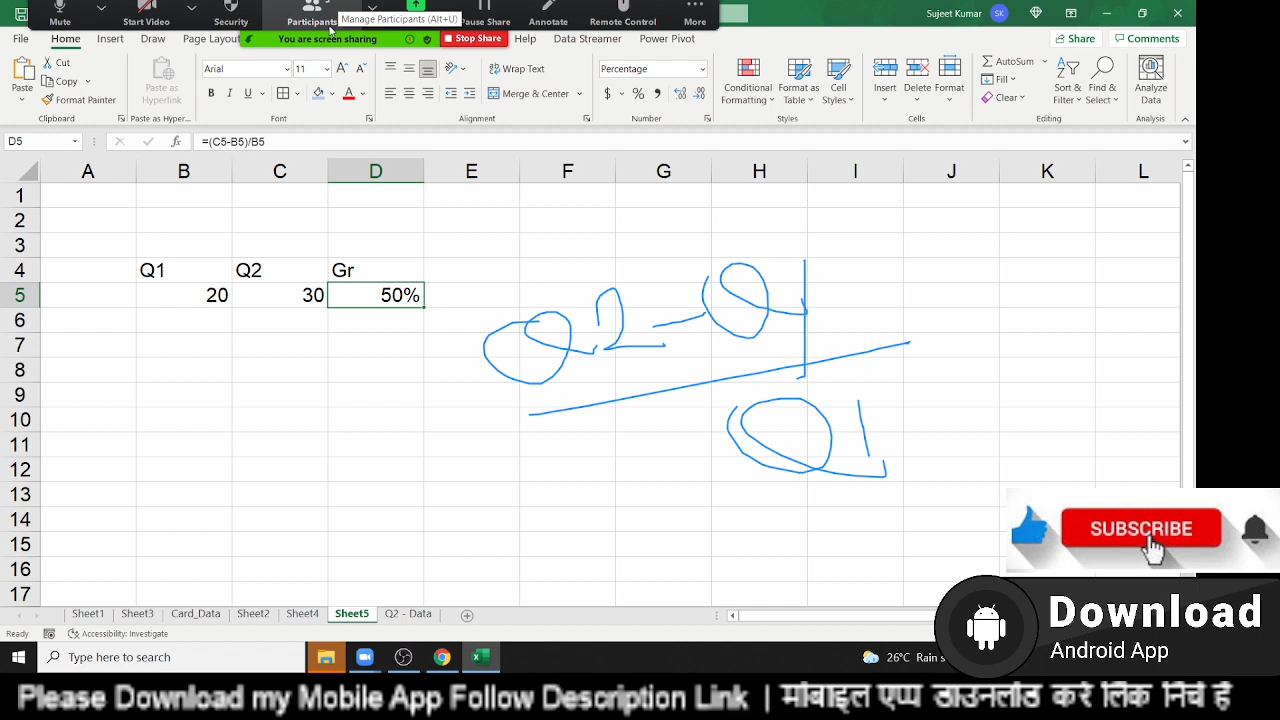 Mute
Start Video
Security
Participants
Manage Participants (Alt+U)
Pause Share
Annotate
Remote Control
More
Sujeet Kumar
SK
File
Home
Insert
Draw
Page Layout
You are screen sharing
Stop Share
Help
Data Streamer
Power Pivot
Share
Comments
Paste
Cut
Copy
Format Painter
Paste as Hyperlink
Arial
11
B I U
Wrap Text
Merge & Center
Percentage
$ % ,
Conditional Formatting
Format as Table
Cell Styles
Insert
Delete
Format
AutoSum
Fill
Clear
Sort & Filter
Find & Select
Analyze Data
Clipboard
Paste as Hyper...
Font
Alignment
Number
Styles
Cells
Editing
Analysis
D5
fx
=(C5-B5)/B5
A B C D E F G H I J K L
1
2
3
4 Q1 Q2 Gr
5 20 30 50%
6
7
8
9
10
11
12
13
14
15
16
17
Q2 - Q1
Q1
SUBSCRIBE
Download
Android App
Sheet1
Sheet3
Card_Data
Sheet2
Sheet4
Sheet5
Q2 - Data
Ready
Accessibility: Investigate
Type here to search
26°C Rain s
Please Download my Mobile App Follow Description Link | मोबाइल एप्प डाउनलोड करे लिंक निचे है